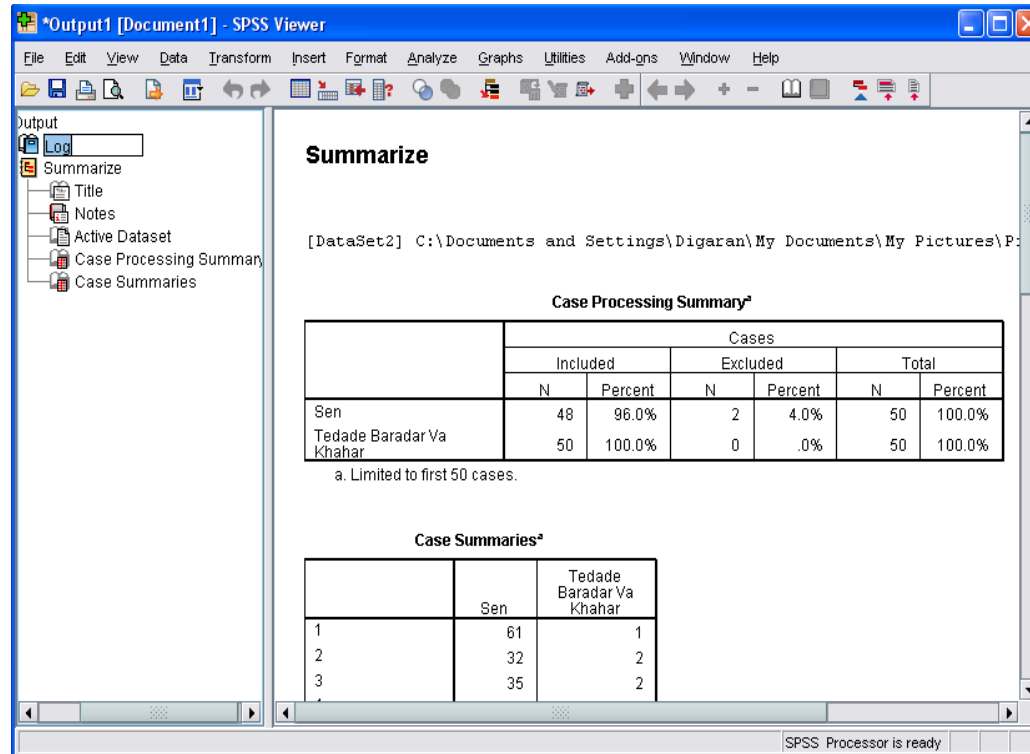 *Output1 [Document1] - SPSS Viewer
File Edit View Data Transform Insert Format Analyze Graphs Utilities Add-ons Window Help
Output
Log
Summarize
Title
Notes
Active Dataset
Case Processing Summary
Case Summaries
Summarize
[DataSet2] C:\Documents and Settings\Digaran\My Documents\My Pictures\P
Case Processing Summaryª
Cases
Included Excluded Total
N Percent N Percent N Percent
Sen 48 96.0% 2 4.0% 50 100.0%
Tedade Baradar Va
Khahar 50 100.0% 0 .0% 50 100.0%
a. Limited to first 50 cases.
Case Summariesª
Sen Tedade
Baradar Va
Khahar
1 61 1
2 32 2
3 35 2
SPSS Processor is ready